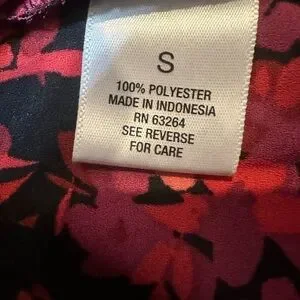 S
100% POLYESTER
MADE IN INDONESIA
RN 63264
SEE REVERSE
FOR CARE